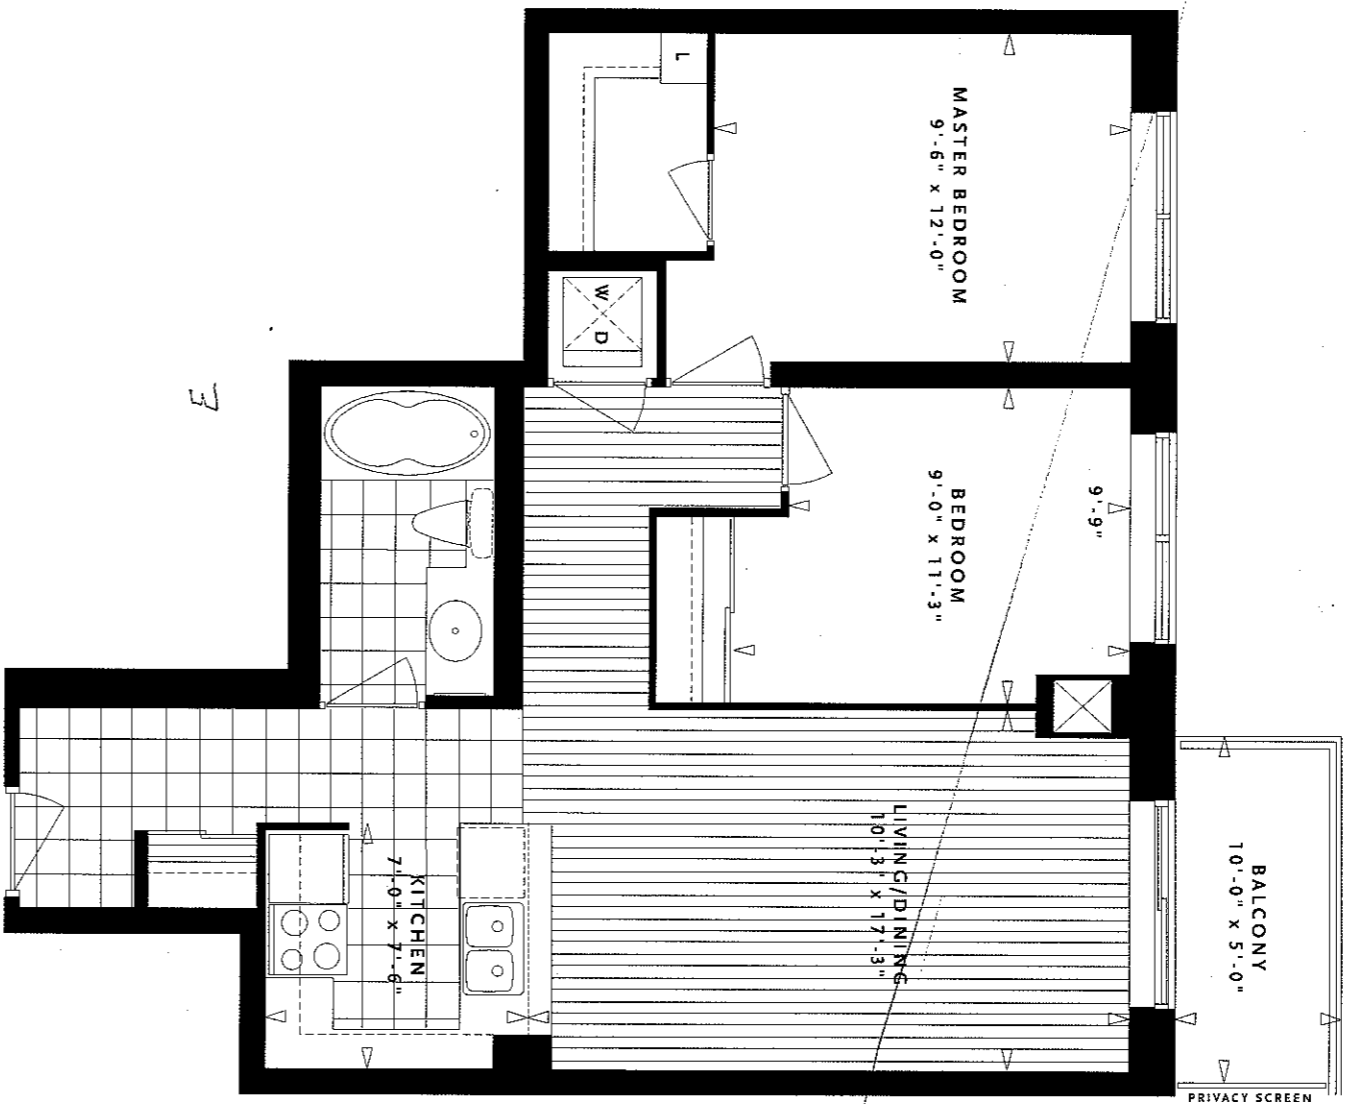 L
MASTER BEDROOM
9'-6" x 12'-0"
W
D
BEDROOM
9'-0" x 11'-3"
9'-9"
LIVING/DINING
10'-3" x 17'-3"
KITCHEN
7'-0" x 7'-6"
BALCONY
10'-0" x 5'-0"
PRIVACY SCREEN